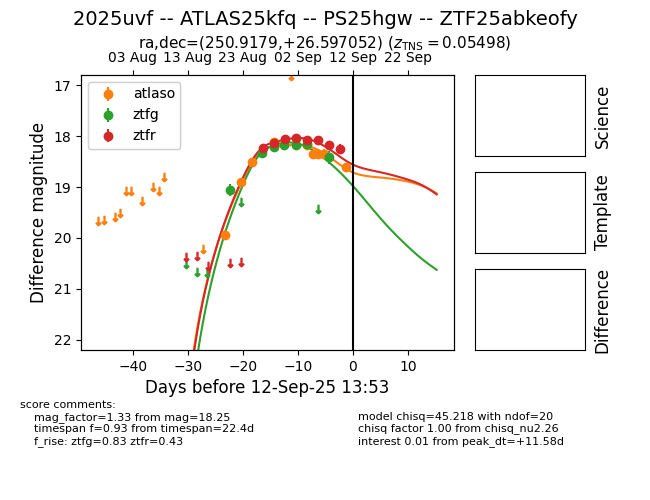 2025uvf -- ATLAS25kfq -- PS25hgw -- ZTF25abkeofy
ra,dec=(250.9179,+26.597052) (z_TNS = 0.05498)
03 Aug 13 Aug 23 Aug 02 Sep 12 Sep 22 Sep
atlaso
ztfg
ztfr
17
18
19
20
21
22
Difference magnitude
−40 −30 −20 −10 0 10
Days before 12-Sep-25 13:53
Science
Template
Difference
score comments:
mag_factor=1.33 from mag=18.25
timespan f=0.93 from timespan=22.4d
f_rise: ztfg=0.83 ztfr=0.43
model chisq=45.218 with ndof=20
chisq factor 1.00 from chisq_nu2.26
interest 0.01 from peak_dt=+11.58d